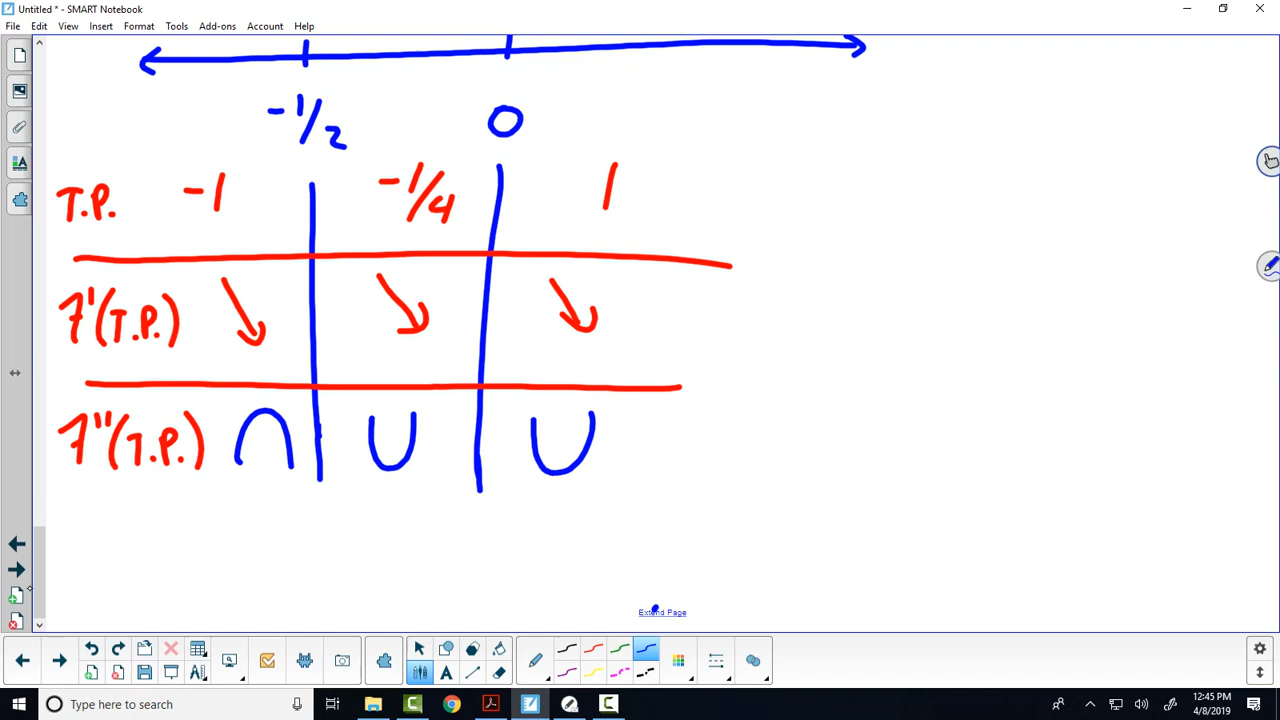 Untitled * - SMART Notebook
File Edit View Insert Format Tools Add-ons Account Help
-1/2 0
T.P. -1 -1/4 1
f'(T.P.)
f"(T.P.)
Extend Page
Type here to search
12:45 PM
4/8/2019